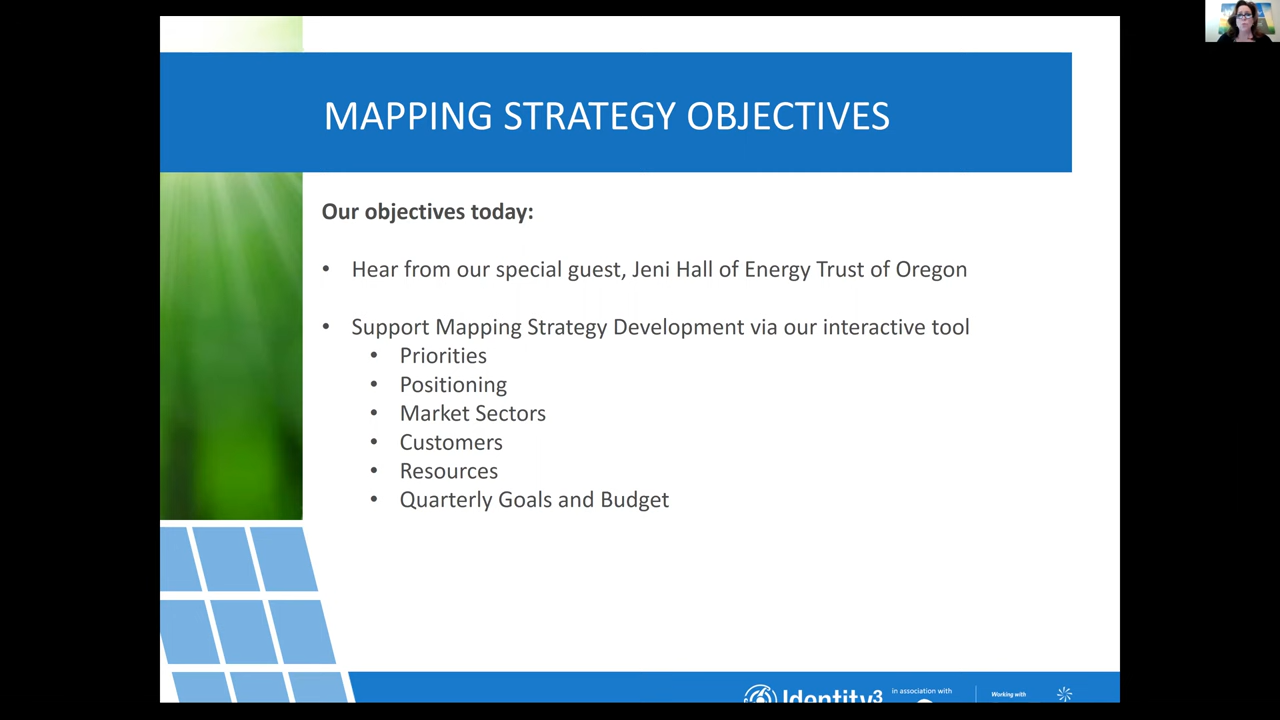 MAPPING STRATEGY OBJECTIVES
Our objectives today:
• Hear from our special guest, Jeni Hall of Energy Trust of Oregon
• Support Mapping Strategy Development via our interactive tool
• Priorities
• Positioning
• Market Sectors
• Customers
• Resources
• Quarterly Goals and Budget
Identity3 in association with Working with